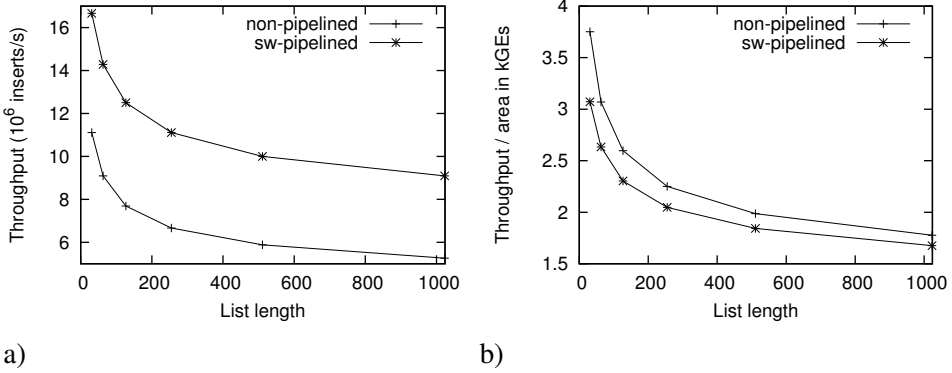 Throughput (10^6 inserts/s)
16
14
12
10
8
6
0 200 400 600 800 1000
List length
non-pipelined
sw-pipelined
a)
Throughput / area in kGEs
4
3.5
3
2.5
2
1.5
0 200 400 600 800 1000
List length
non-pipelined
sw-pipelined
b)